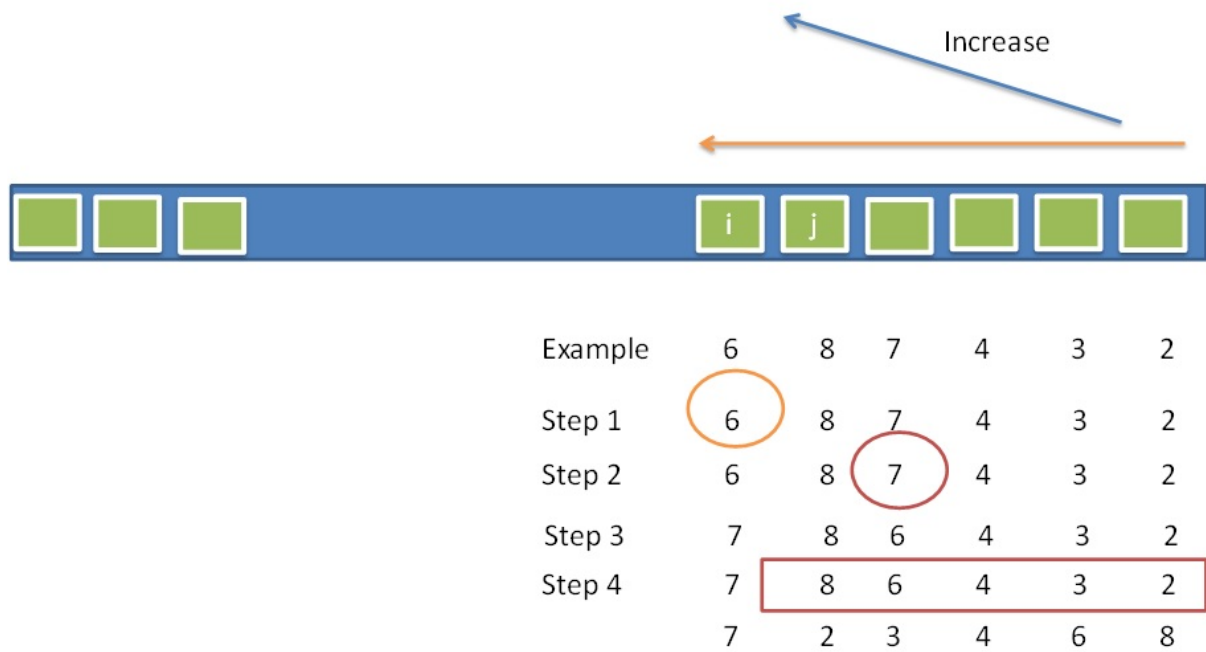 Increase
i j
Example 6 8 7 4 3 2
Step 1 6 8 7 4 3 2
Step 2 6 8 7 4 3 2
Step 3 7 8 6 4 3 2
Step 4 7 8 6 4 3 2
7 2 3 4 6 8